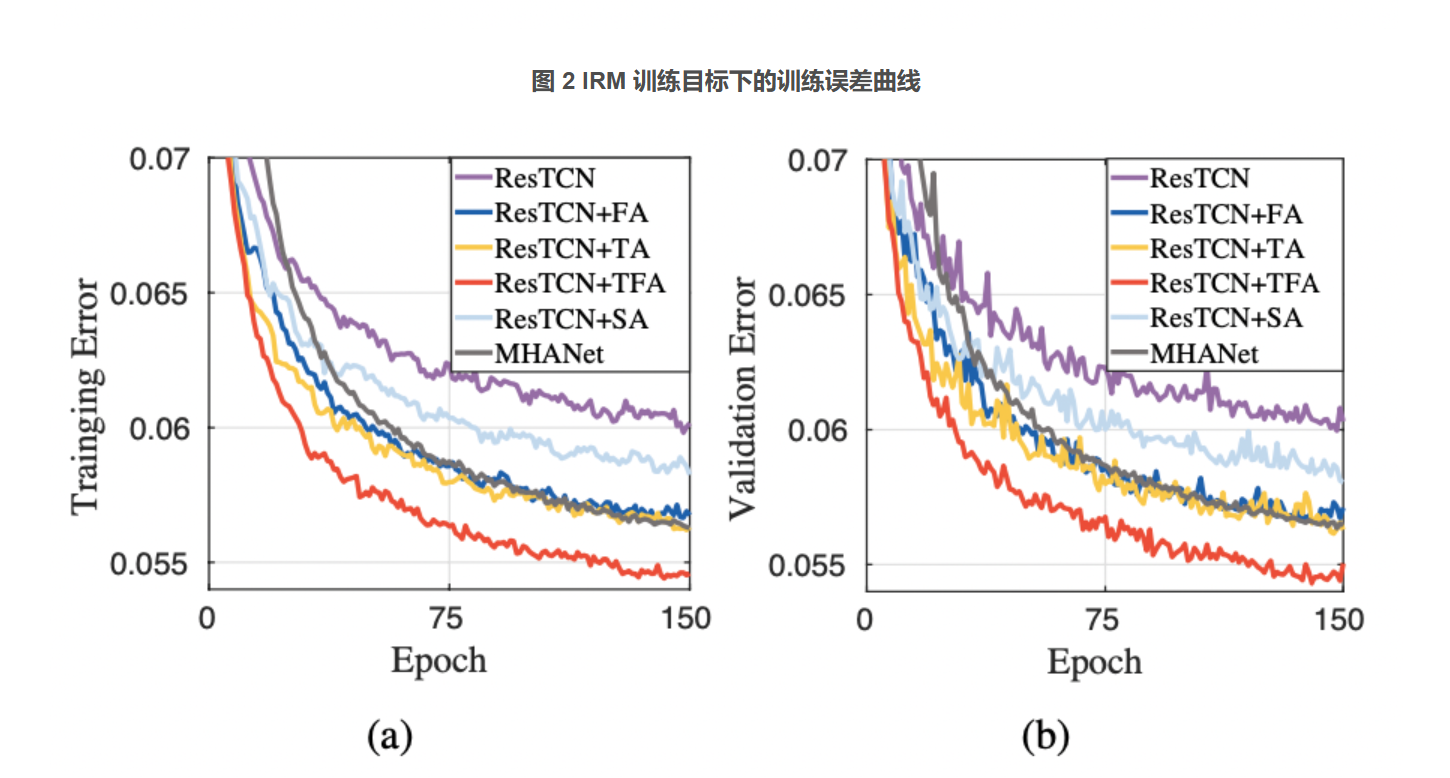 图 2 IRM 训练目标下的训练误差曲线
Trainging Error
0.07
0.065
0.06
0.055
0
75
150
Epoch
ResTCN
ResTCN+FA
ResTCN+TA
ResTCN+TFA
ResTCN+SA
MHANet
(a)
Validation Error
0.07
0.065
0.06
0.055
0
75
150
Epoch
ResTCN
ResTCN+FA
ResTCN+TA
ResTCN+TFA
ResTCN+SA
MHANet
(b)